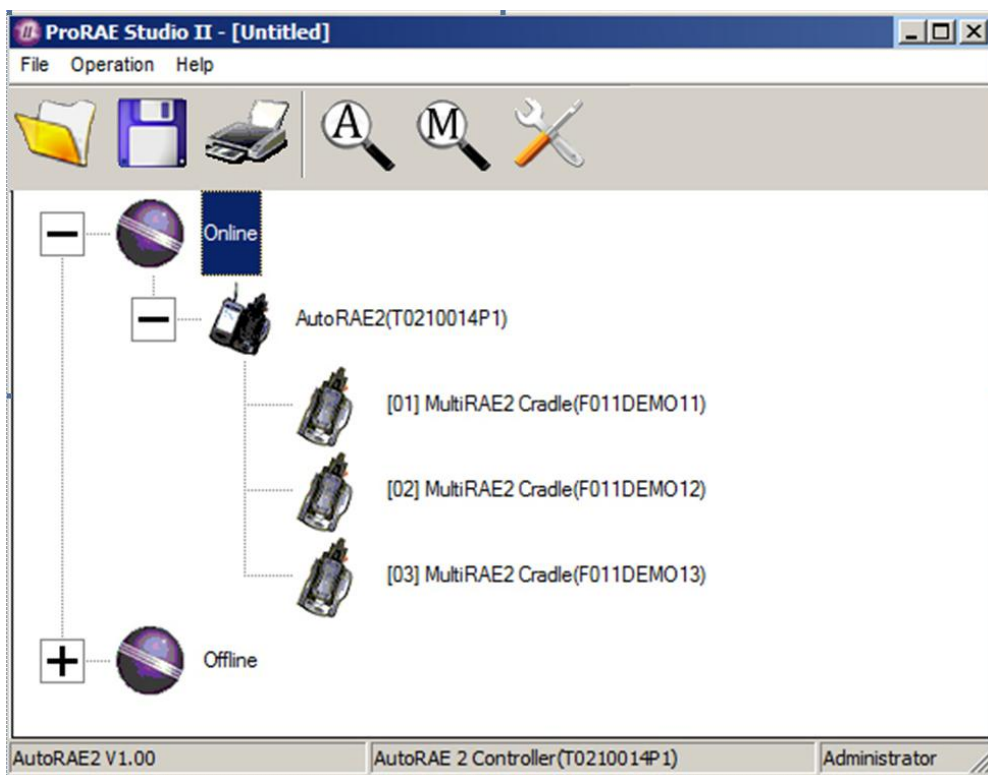 ProRAE Studio II - [Untitled]
File Operation Help
A M
Online
AutoRAE2(T0210014P1)
[01] MultiRAE2 Cradle(F011DEMO11)
[02] MultiRAE2 Cradle(F011DEMO12)
[03] MultiRAE2 Cradle(F011DEMO13)
Offline
AutoRAE2 V1.00 AutoRAE 2 Controller(T0210014P1) Administrator